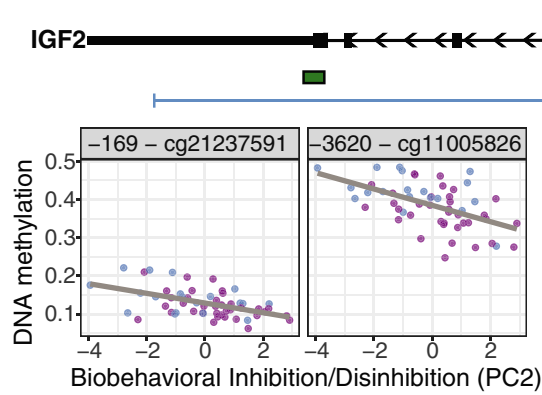 IGF2
−169 − cg21237591
−3620 − cg11005826
DNA methylation
0.5
0.4
0.3
0.2
0.1
−4 −2 0 2
−4 −2 0 2
Biobehavioral Inhibition/Disinhibition (PC2)